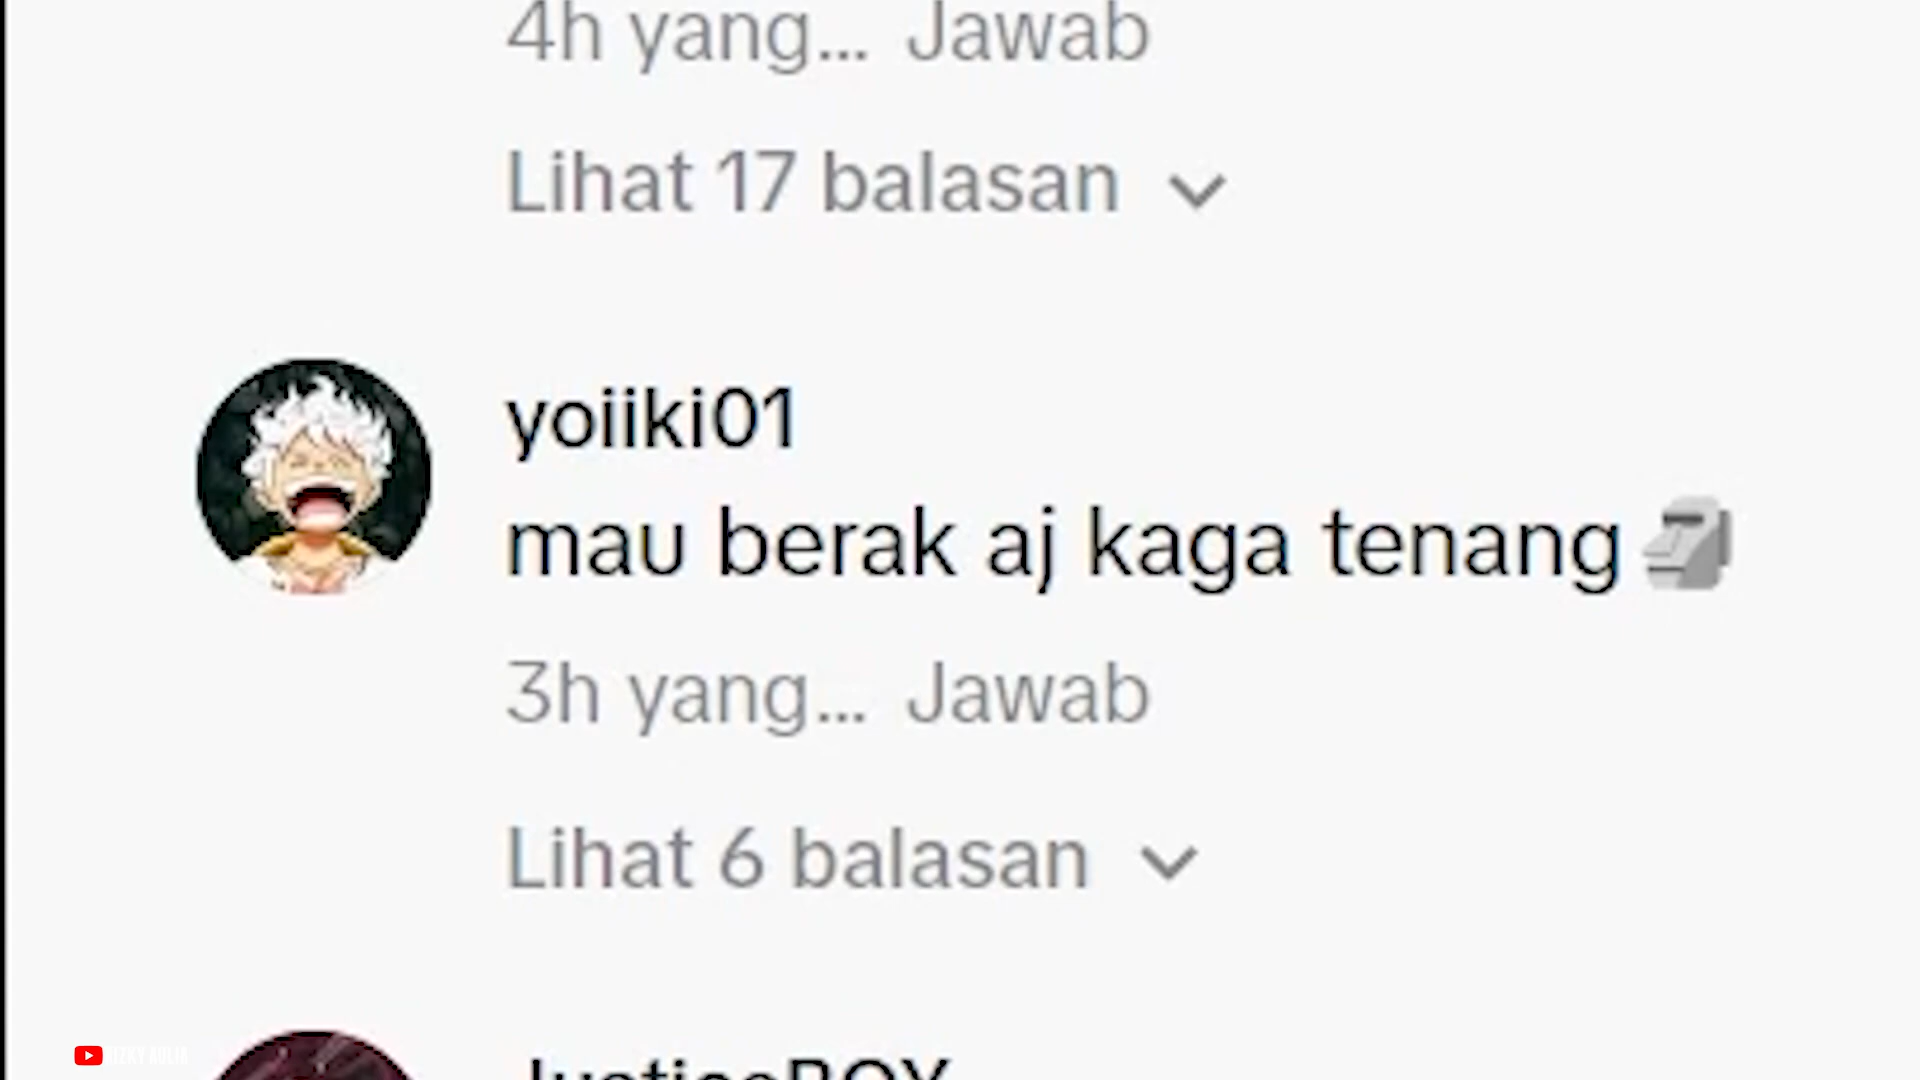 4h yang... Jawab
Lihat 17 balasan
yoiiki01
mau berak aj kaga tenang🗿
3h yang... Jawab
Lihat 6 balasan
JusticeBOY